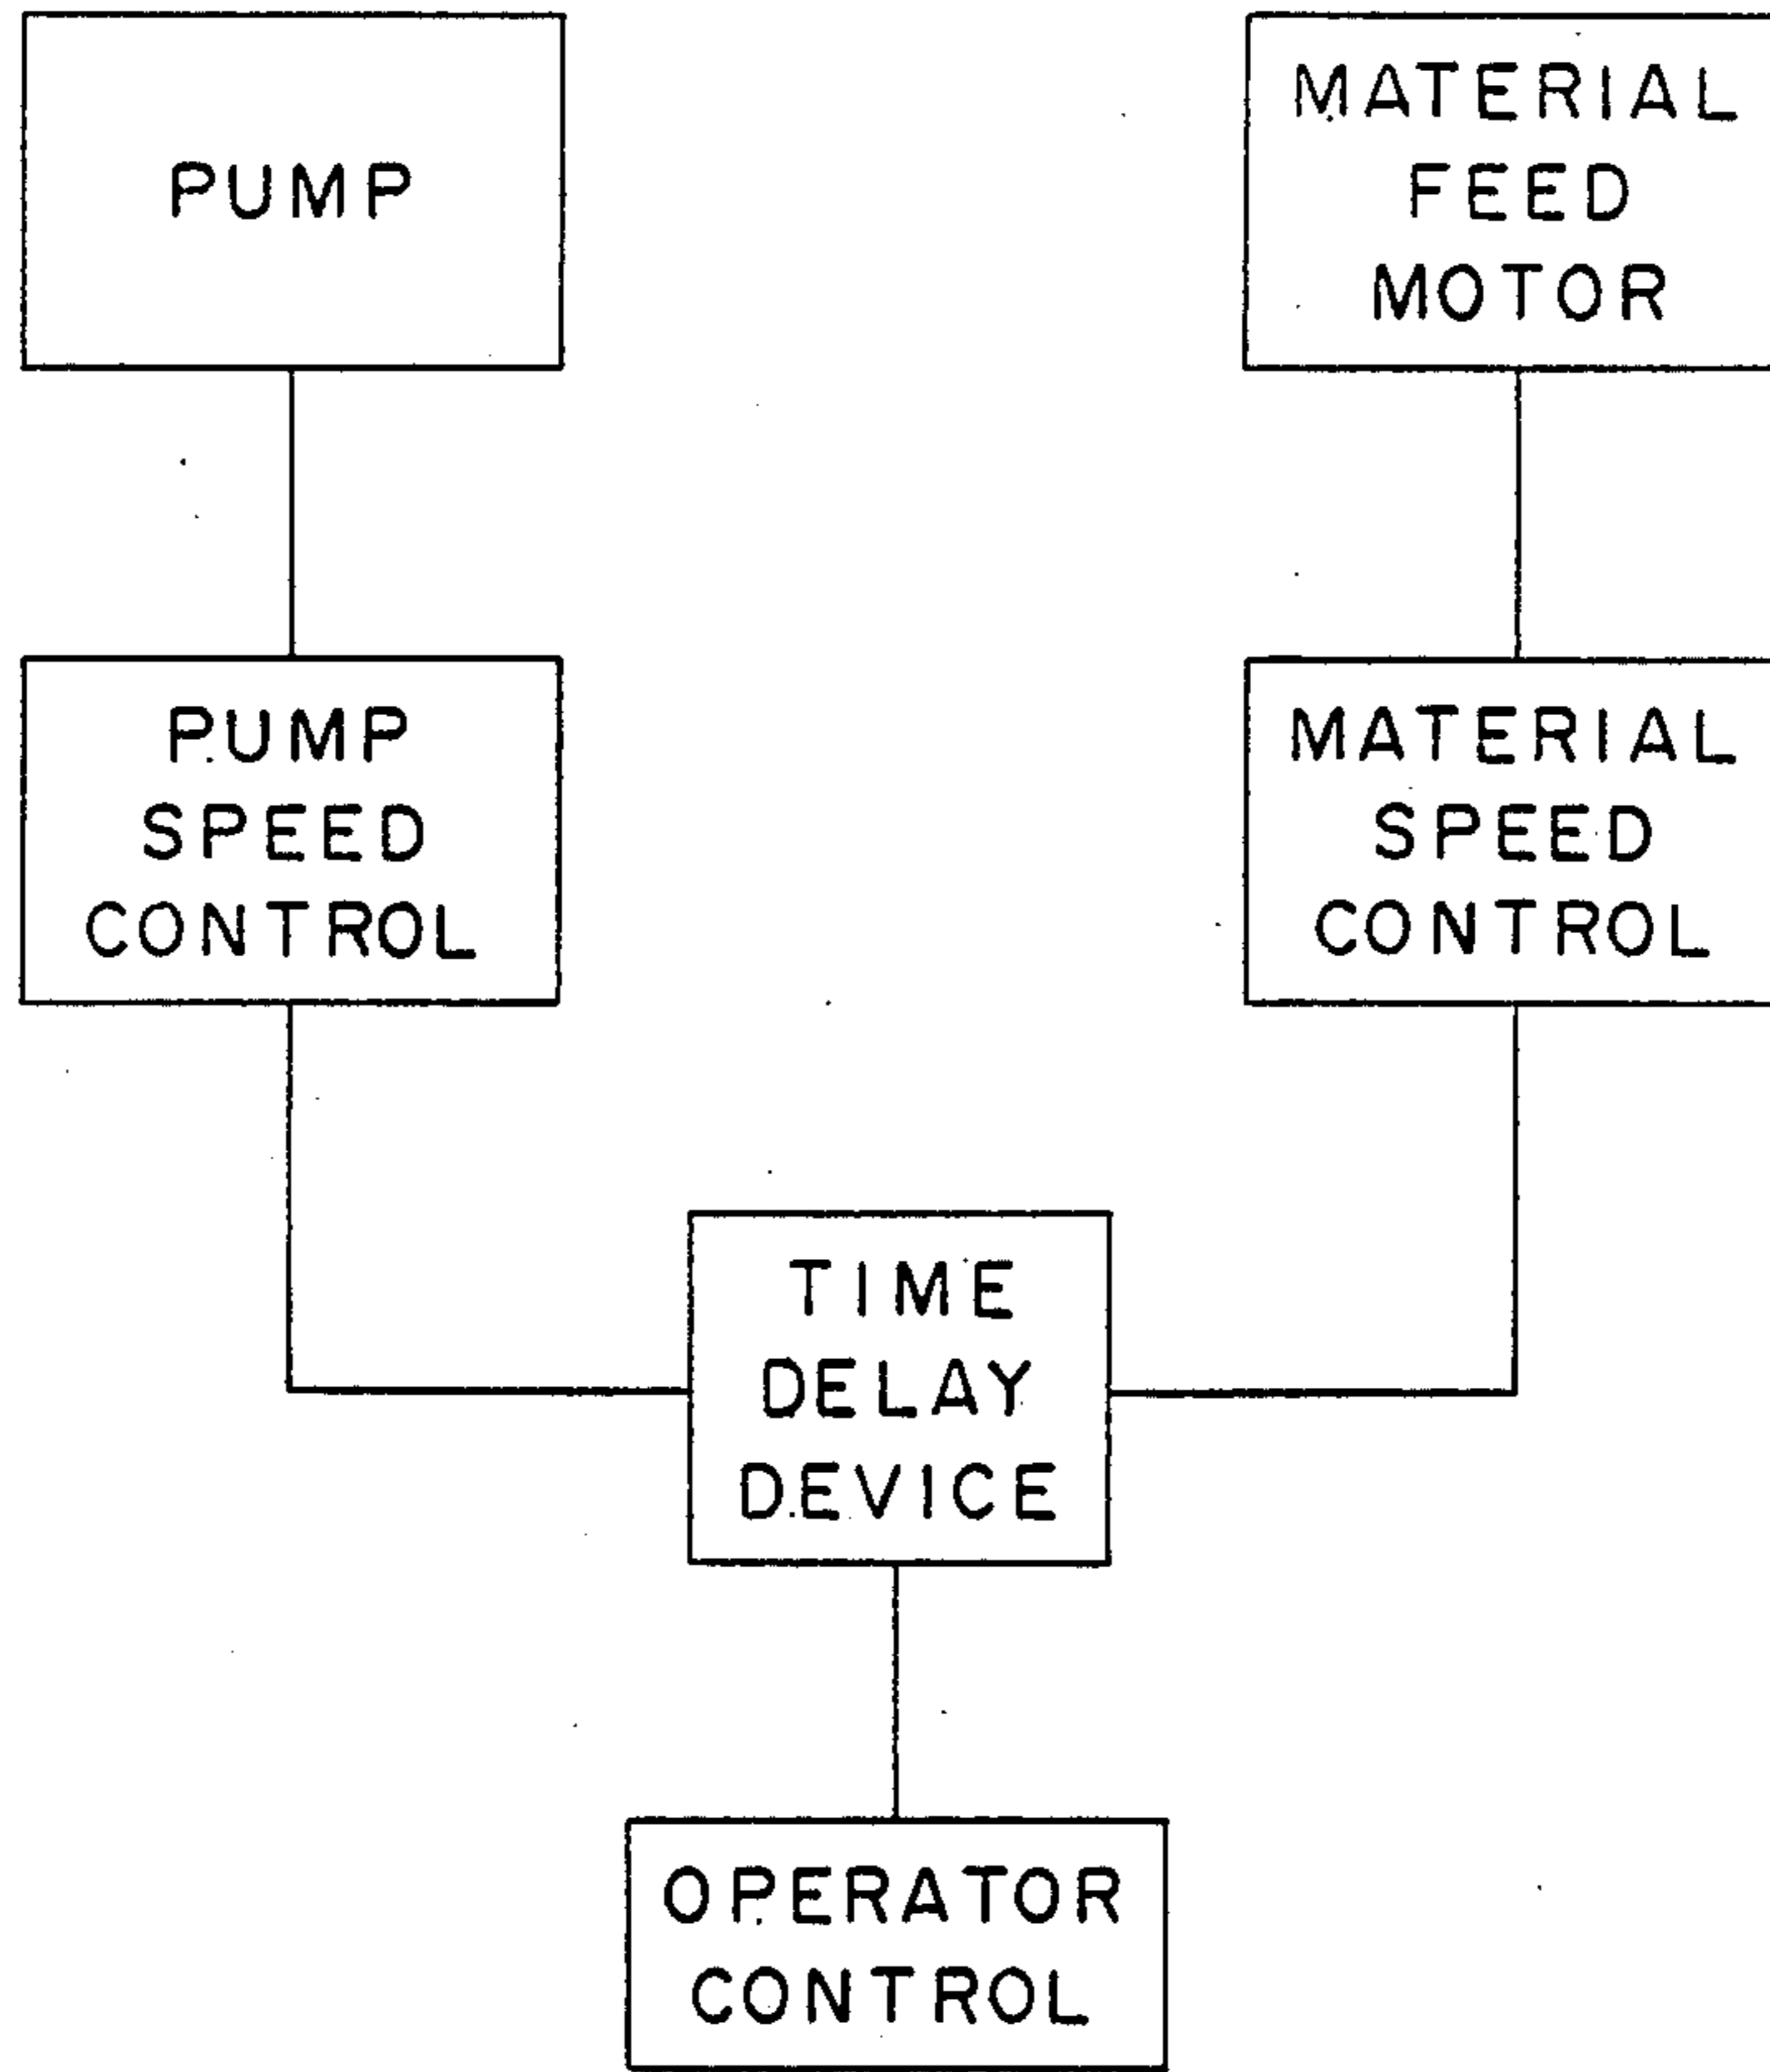 PUMP
MATERIAL
FEED
MOTOR
PUMP
SPEED
CONTROL
MATERIAL
SPEED
CONTROL
TIME
DELAY
DEVICE
OPERATOR
CONTROL